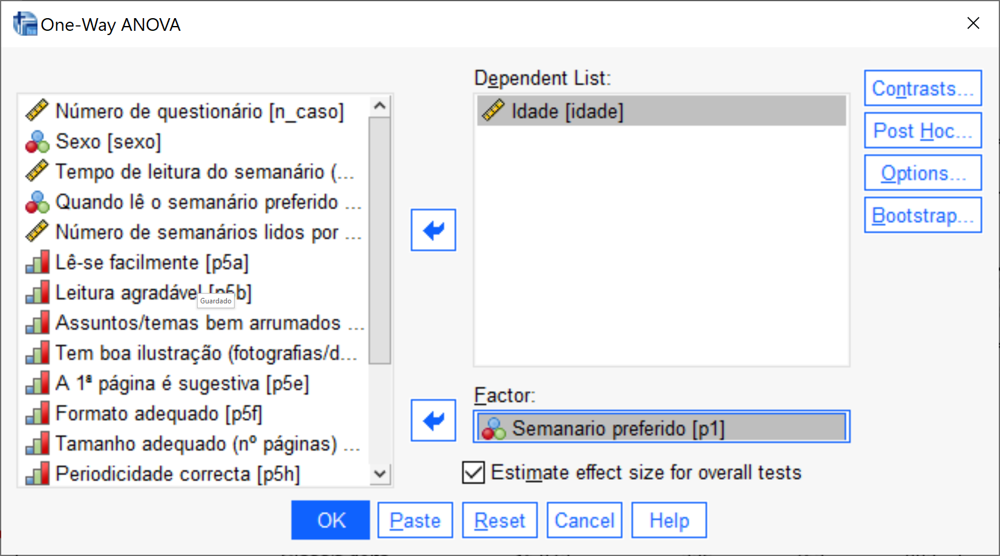 One-Way ANOVA
Número de questionário [n_caso]
Sexo [sexo]
Tempo de leitura do semanário (...
Quando lê o semanário preferido ...
Número de semanários lidos por ...
Lê-se facilmente [p5a]
Leitura agradável [p5b]
Guardado
Assuntos/temas bem arrumados ...
Tem boa ilustração (fotografias/d...
A 1ª página é sugestiva [p5e]
Formato adequado [p5f]
Tamanho adequado (nº páginas) ...
Periodicidade correcta [p5h]
Dependent List:
Idade [idade]
Factor:
Semanario preferido [p1]
Estimate effect size for overall tests
Contrasts...
Post Hoc...
Options...
Bootstrap...
OK
Paste
Reset
Cancel
Help